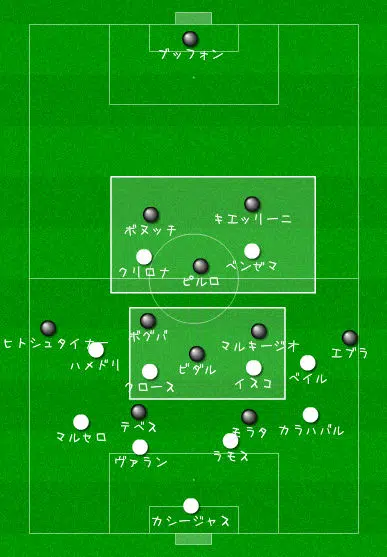 ブッフォン
ボヌッチ
キエッリーニ
クリロナ
ピルロ
ベンゼマ
ヒトシュタイナー
ポグバ
マルキージオ
エブラ
ハメドリ
ビダル
クロース
イスコ
ベイル
マルセロ
テベス
モラタ
カラハバル
ヴァラン
ラモス
カシージャス